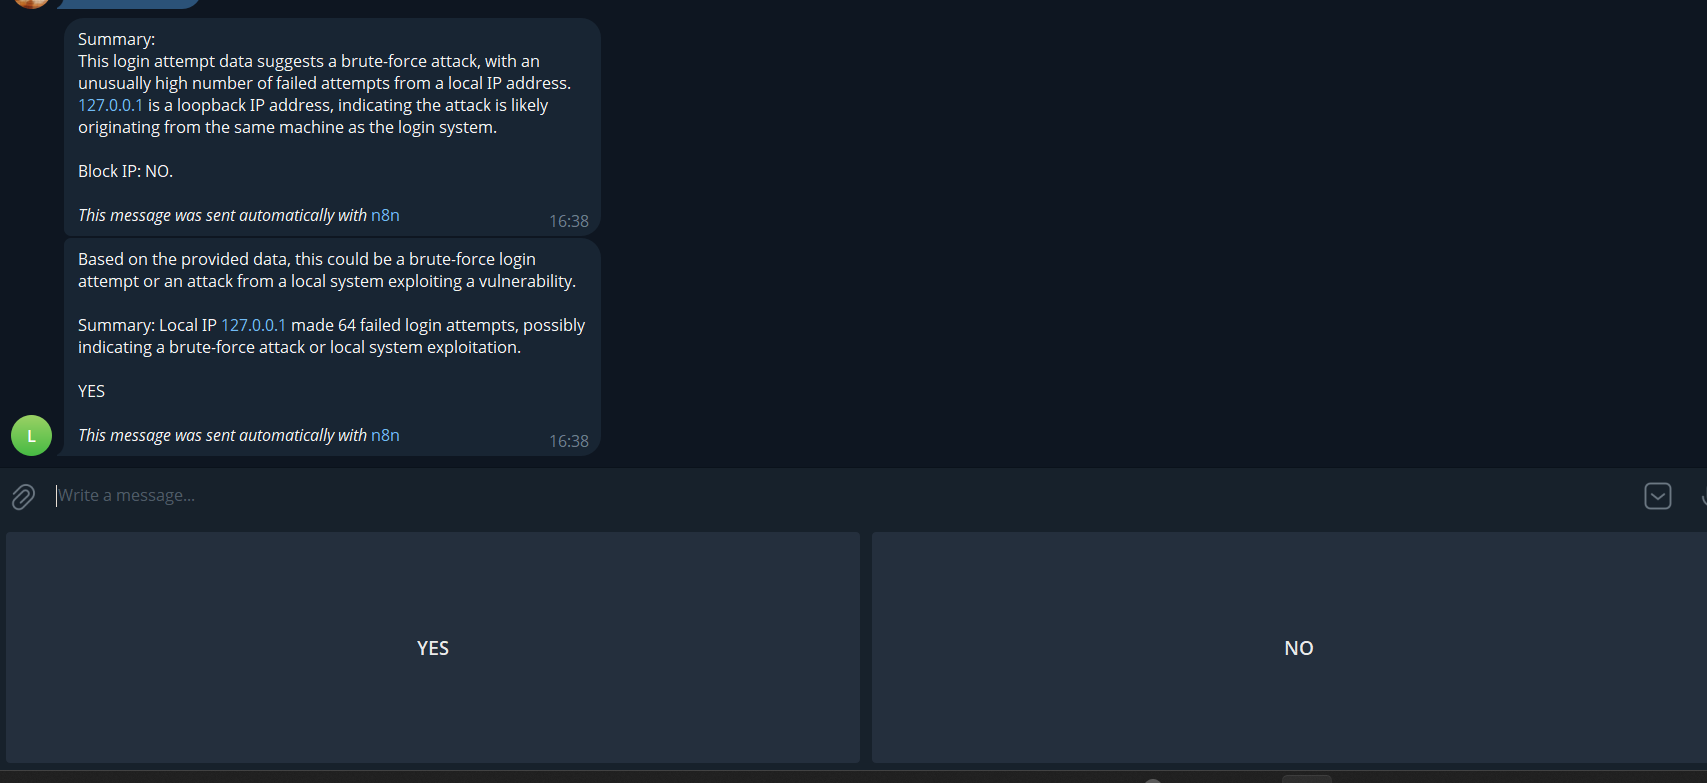 Summary:
This login attempt data suggests a brute-force attack, with an
unusually high number of failed attempts from a local IP address.
127.0.0.1 is a loopback IP address, indicating the attack is likely
originating from the same machine as the login system.
Block IP: NO.
This message was sent automatically with n8n
16:38
Based on the provided data, this could be a brute-force login
attempt or an attack from a local system exploiting a vulnerability.
Summary: Local IP 127.0.0.1 made 64 failed login attempts, possibly
indicating a brute-force attack or local system exploitation.
YES
This message was sent automatically with n8n
16:38
L
Write a message...
YES
NO